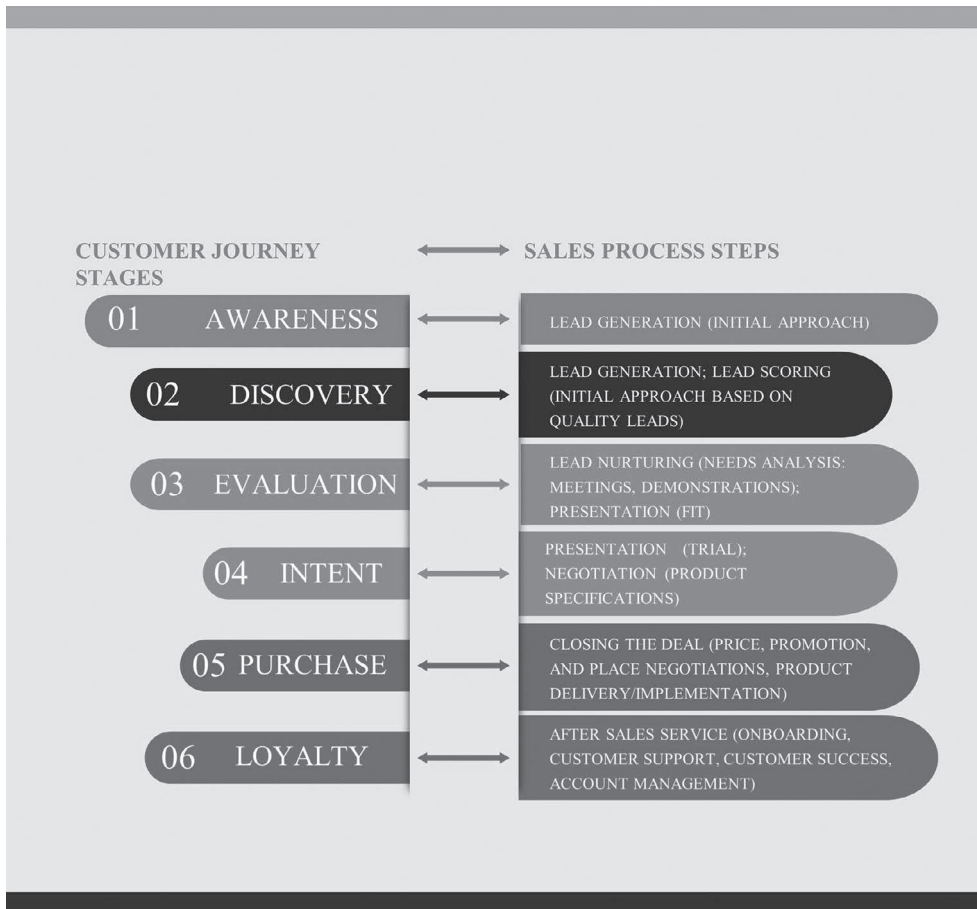 CUSTOMER JOURNEY
STAGES
SALES PROCESS STEPS
01 AWARENESS
LEAD GENERATION (INITIAL APPROACH)
02 DISCOVERY
LEAD GENERATION; LEAD SCORING
(INITIAL APPROACH BASED ON
QUALITY LEADS)
03 EVALUATION
LEAD NURTURING (NEEDS ANALYSIS:
MEETINGS, DEMONSTRATIONS);
PRESENTATION (FIT)
04 INTENT
PRESENTATION (TRIAL);
NEGOTIATION (PRODUCT
SPECIFICATIONS)
05 PURCHASE
CLOSING THE DEAL (PRICE, PROMOTION,
AND PLACE NEGOTIATIONS, PRODUCT
DELIVERY/IMPLEMENTATION)
06 LOYALTY
AFTER SALES SERVICE (ONBOARDING,
CUSTOMER SUPPORT, CUSTOMER SUCCESS,
ACCOUNT MANAGEMENT)